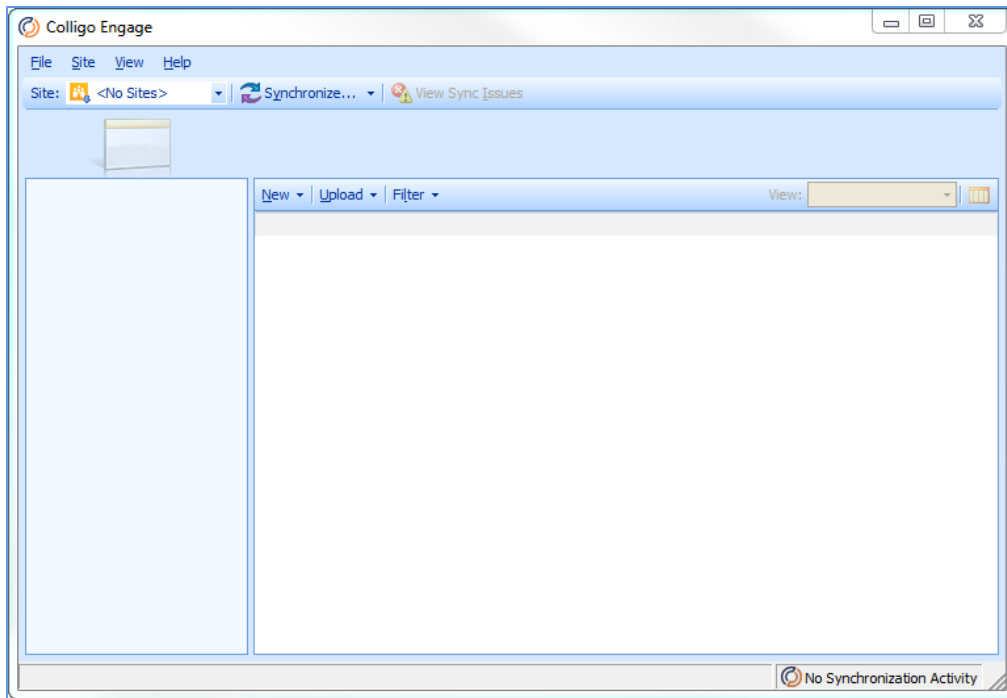 Colligo Engage
File Site View Help
Site: <No Sites> Synchronize... View Sync Issues
New Upload Filter View:
No Synchronization Activity